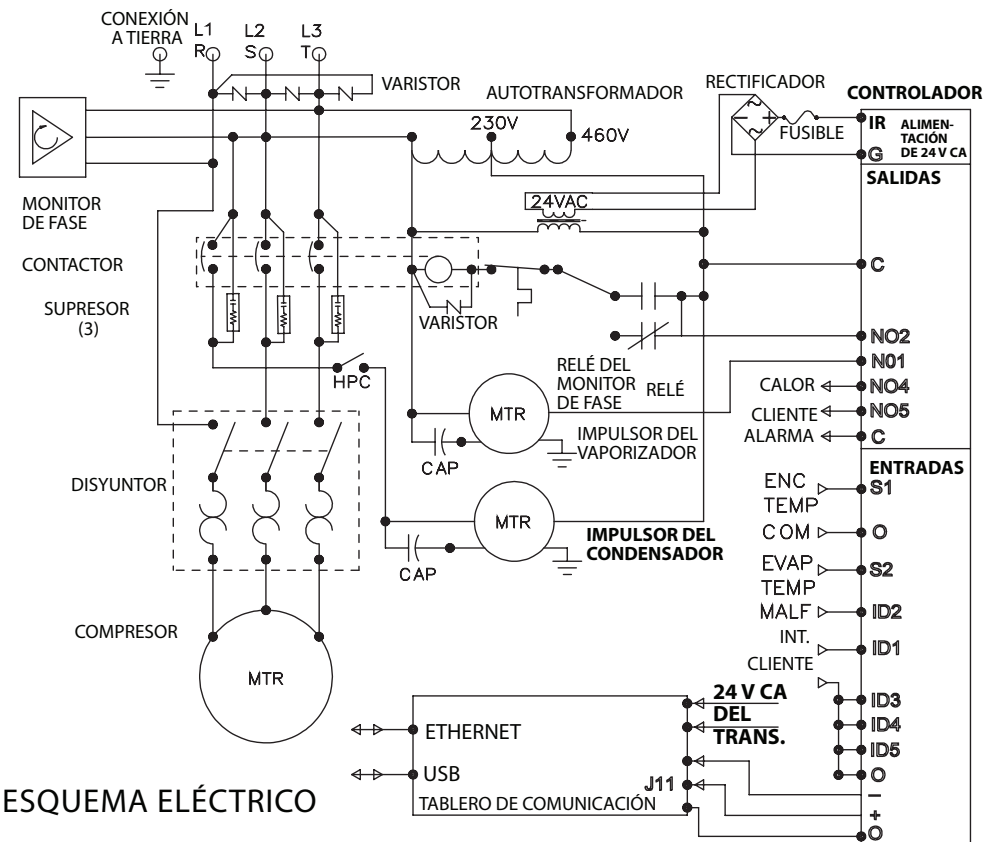 CONEXIÓN
A TIERRA
L1
R
L2
S
L3
T
VARISTOR
AUTOTRANSFORMADOR
230V
460V
RECTIFICADOR
FUSIBLE
CONTROLADOR
IR
ALIMEN-
TACIÓN
DE 24 V CA
G
SALIDAS
MONITOR
DE FASE
24VAC
CONTACTOR
C
SUPRESOR
(3)
VARISTOR
NO2
HPC
RELÉ DEL
MONITOR
DE FASE
RELÉ
N01
CALOR
NO4
CLIENTE
NO5
ALARMA
C
MTR
CAP
IMPULSOR DEL
VAPORIZADOR
ENTRADAS
DISYUNTOR
ENC
TEMP
S1
MTR
CAP
IMPULSOR DEL
CONDENSADOR
COM
O
EVAP
TEMP
S2
MALF
ID2
INT.
ID1
CLIENTE
COMPRESOR
MTR
ID3
ID4
ID5
O
24 V CA
DEL
TRANS.
ETHERNET
USB
J11
TABLERO DE COMUNICACIÓN
–
+
O
ESQUEMA ELÉCTRICO